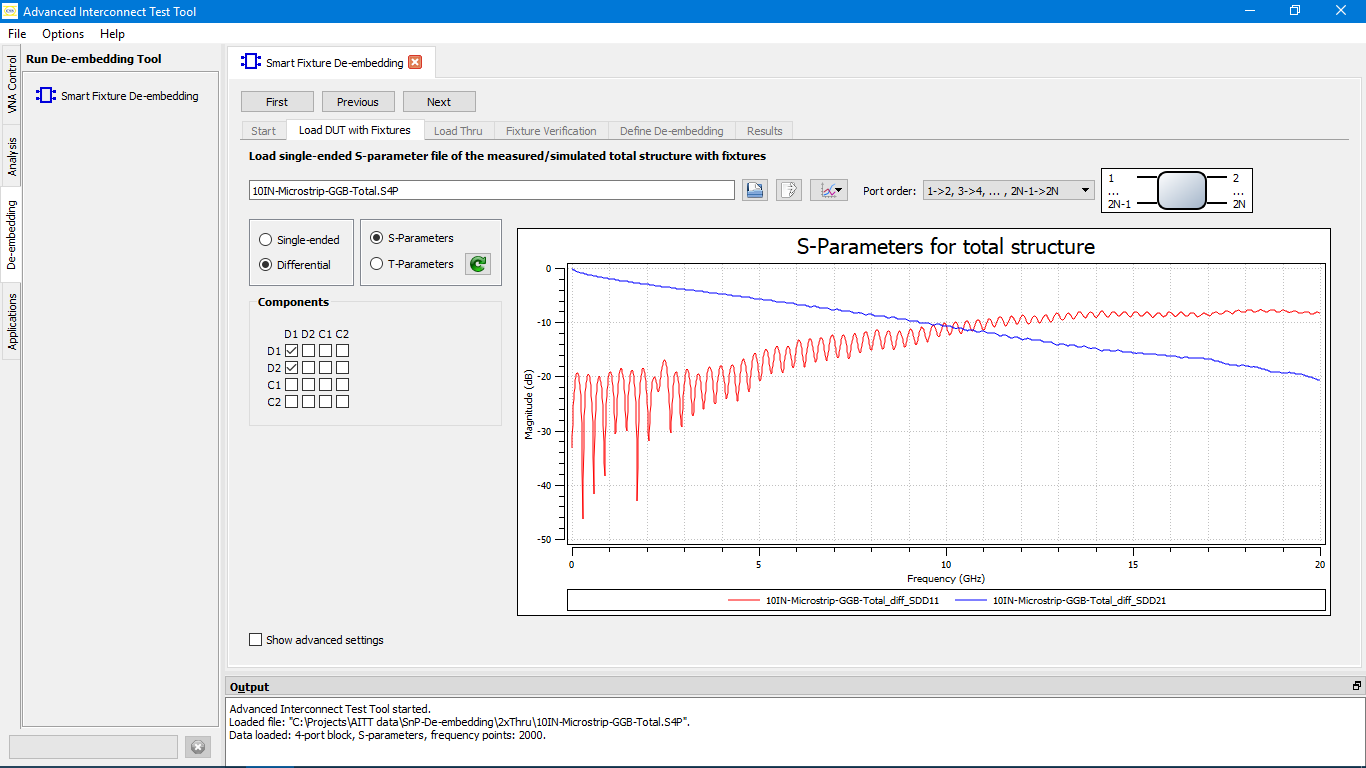 Advanced Interconnect Test Tool
File Options Help
VNA Control
Analysis
De-embedding
Applications
Run De-embedding Tool
Smart Fixture De-embedding
Smart Fixture De-embedding
First Previous Next
Start Load DUT with Fixtures Load Thru Fixture Verification Define De-embedding Results
Load single-ended S-parameter file of the measured/simulated total structure with fixtures
10IN-Microstrip-GGB-Total.S4P
Port order: 1->2, 3->4, ... , 2N-1->2N
1 2
... ...
2N-1 2N
Single-ended
Differential
S-Parameters
T-Parameters
Components
D1 D2 C1 C2
D1
D2
C1
C2
S-Parameters for total structure
Magnitude (dB)
0
-10
-20
-30
-40
-50
0 5 10 15 20
Frequency (GHz)
10IN-Microstrip-GGB-Total_diff_SDD11 10IN-Microstrip-GGB-Total_diff_SDD21
Show advanced settings
Output
Advanced Interconnect Test Tool started.
Loaded file: "C:\Projects\AITT data\SnP-De-embedding\2xThru\10IN-Microstrip-GGB-Total.S4P".
Data loaded: 4-port block, S-parameters, frequency points: 2000.